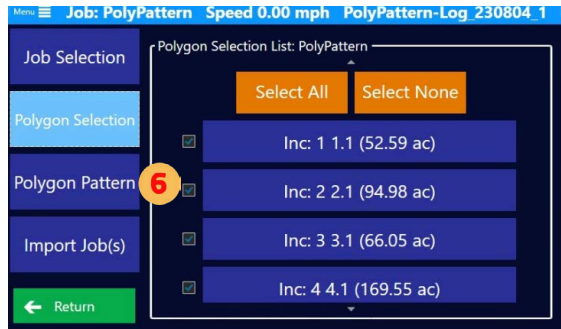 Menu Job: PolyPattern Speed 0.00 mph PolyPattern-Log_230804_1
Job Selection
Polygon Selection
Polygon Pattern
Import Job(s)
Return
Polygon Selection List: PolyPattern
Select All Select None
Inc: 1 1.1 (52.59 ac)
6
Inc: 2 2.1 (94.98 ac)
Inc: 3 3.1 (66.05 ac)
Inc: 4 4.1 (169.55 ac)